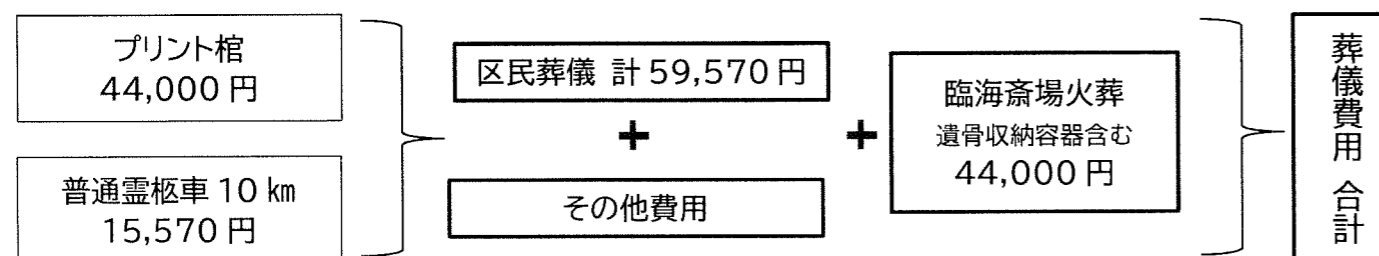 プリント棺
44,000 円
普通霊柩車 10 ㎞
15,570 円
区民葬儀 計 59,570 円
+
その他費用
+
臨海斎場火葬
遺骨収納容器含む
44,000 円
葬儀費用 合計